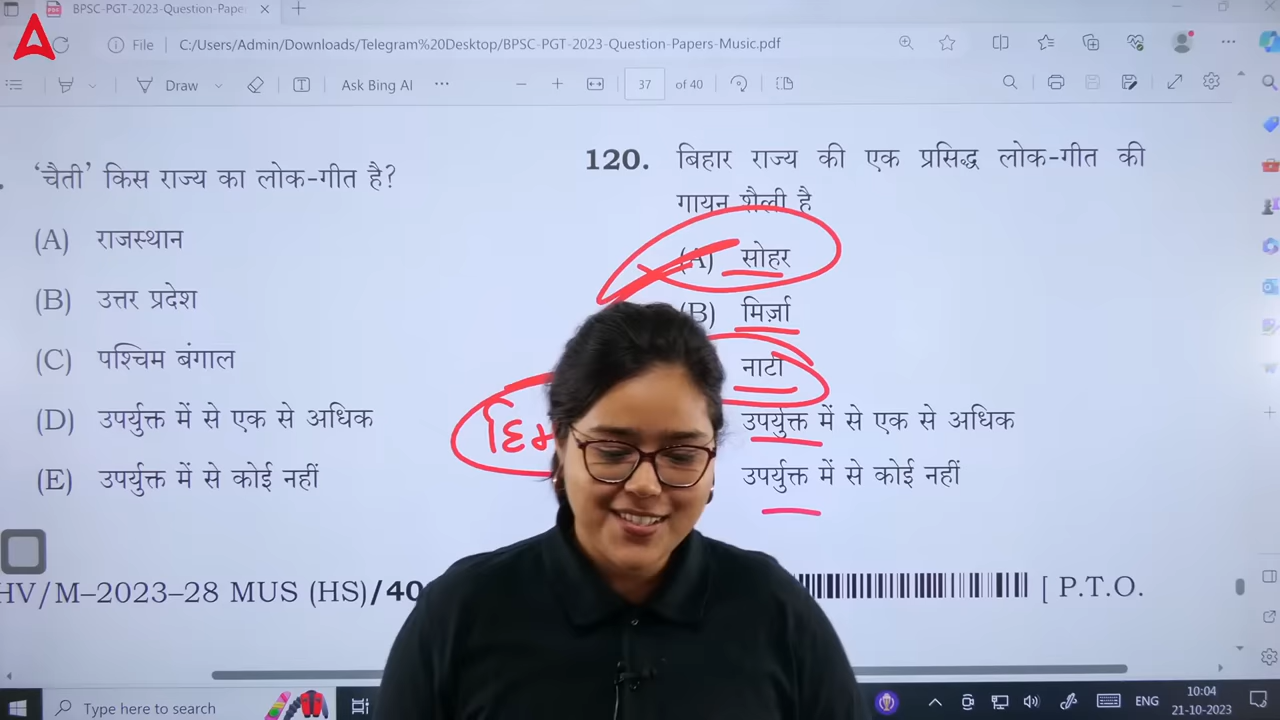 BPSC-PGT-2023-Question-Pape
File
C:/Users/Admin/Downloads/Telegram%20Desktop/BPSC-PGT-2023-Question-Papers-Music.pdf
Draw
Ask Bing AI
37
of 40
‘चैती’ किस राज्य का लोक-गीत है?
(A) राजस्थान
(B) उत्तर प्रदेश
(C) पश्चिम बंगाल
(D) उपर्युक्त में से एक से अधिक
(E) उपर्युक्त में से कोई नहीं
120. बिहार राज्य की एक प्रसिद्ध लोक-गीत की
गायन शैली है
(A) सोहर
(B) मिर्ज़ा
नाटी
उपर्युक्त में से एक से अधिक
उपर्युक्त में से कोई नहीं
HV/M–2023–28 MUS (HS)/40
[ P.T.O.
Type here to search
ENG
10:04
21-10-2023